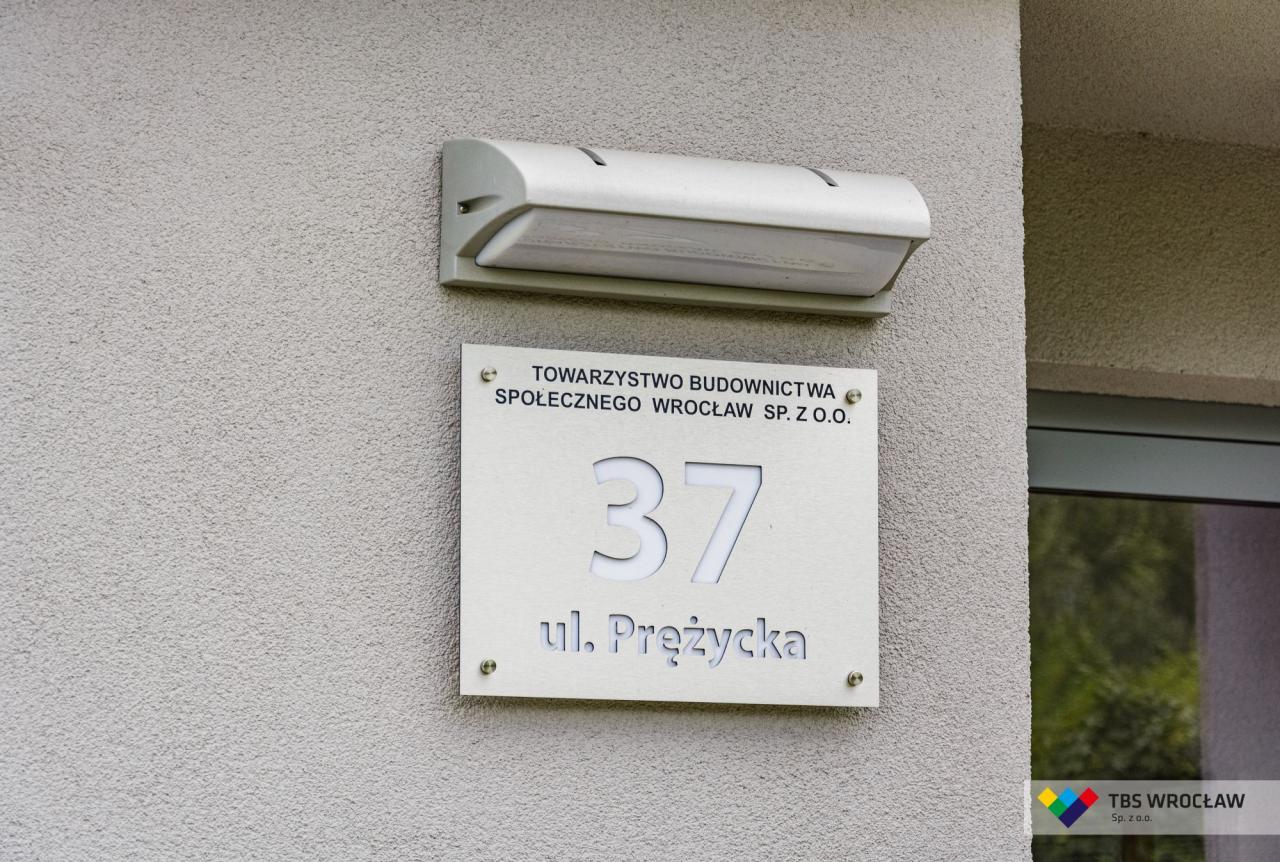 TOWARZYSTWO BUDOWNICTWA
SPOŁECZNEGO WROCŁAW SP. Z O.O.
37
ul. Prężycka
TBS WROCŁAW
Sp. z o.o.